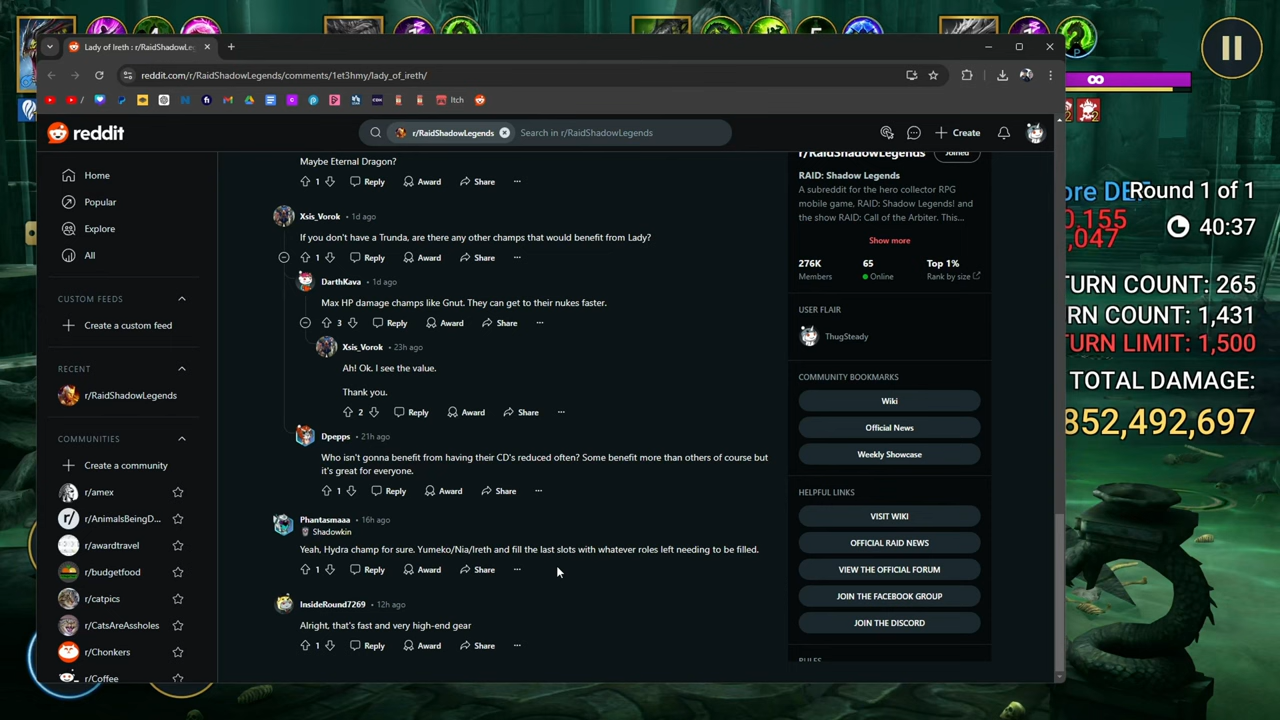 Lady of Ireth : r/RaidShadowLe
reddit.com/r/RaidShadowLegends/comments/1et3hmy/lady_of_ireth/
Itch
reddit
r/RaidShadowLegends
Search in r/RaidShadowLegends
Create
Home
Popular
Explore
All
CUSTOM FEEDS
Create a custom feed
RECENT
r/RaidShadowLegends
COMMUNITIES
Create a community
r/amex
r/AnimalsBeingD...
r/awardtravel
r/budgetfood
r/catpics
r/CatsAreAssholes
r/Chonkers
r/Coffee
Maybe Eternal Dragon?
1 Reply Award Share ...
Xsis_Vorok • 1d ago
If you don't have a Trunda, are there any other champs that would benefit from Lady?
1 Reply Award Share ...
DarthKava • 1d ago
Max HP damage champs like Gnut. They can get to their nukes faster.
3 Reply Award Share ...
Xsis_Vorok • 23h ago
Ah! Ok. I see the value.
Thank you.
2 Reply Award Share ...
Dpepps • 21h ago
Who isn't gonna benefit from having their CD's reduced often? Some benefit more than others of course but
it's great for everyone.
1 Reply Award Share ...
Phantasmaaa • 16h ago
Shadowkin
Yeah, Hydra champ for sure. Yumeko/Nia/Ireth and fill the last slots with whatever roles left needing to be filled.
1 Reply Award Share ...
InsideRound7269 • 12h ago
Alright, that's fast and very high-end gear
1 Reply Award Share ...
r/RaidShadowLegends
Joined
RAID: Shadow Legends
A subreddit for the hero collector RPG
mobile game, RAID: Shadow Legends! and
the show RAID: Call of the Arbiter. This...
Show more
276K 65 Top 1%
Members Online Rank by size
USER FLAIR
ThugSteady
COMMUNITY BOOKMARKS
Wiki
Official News
Weekly Showcase
HELPFUL LINKS
VISIT WIKI
OFFICIAL RAID NEWS
VIEW THE OFFICIAL FORUM
JOIN THE FACEBOOK GROUP
JOIN THE DISCORD
RULES
Round 1 of 1
0.155
,047
40:37
TURN COUNT: 265
RN COUNT: 1,431
TURN LIMIT: 1,500
TOTAL DAMAGE:
852,492,697